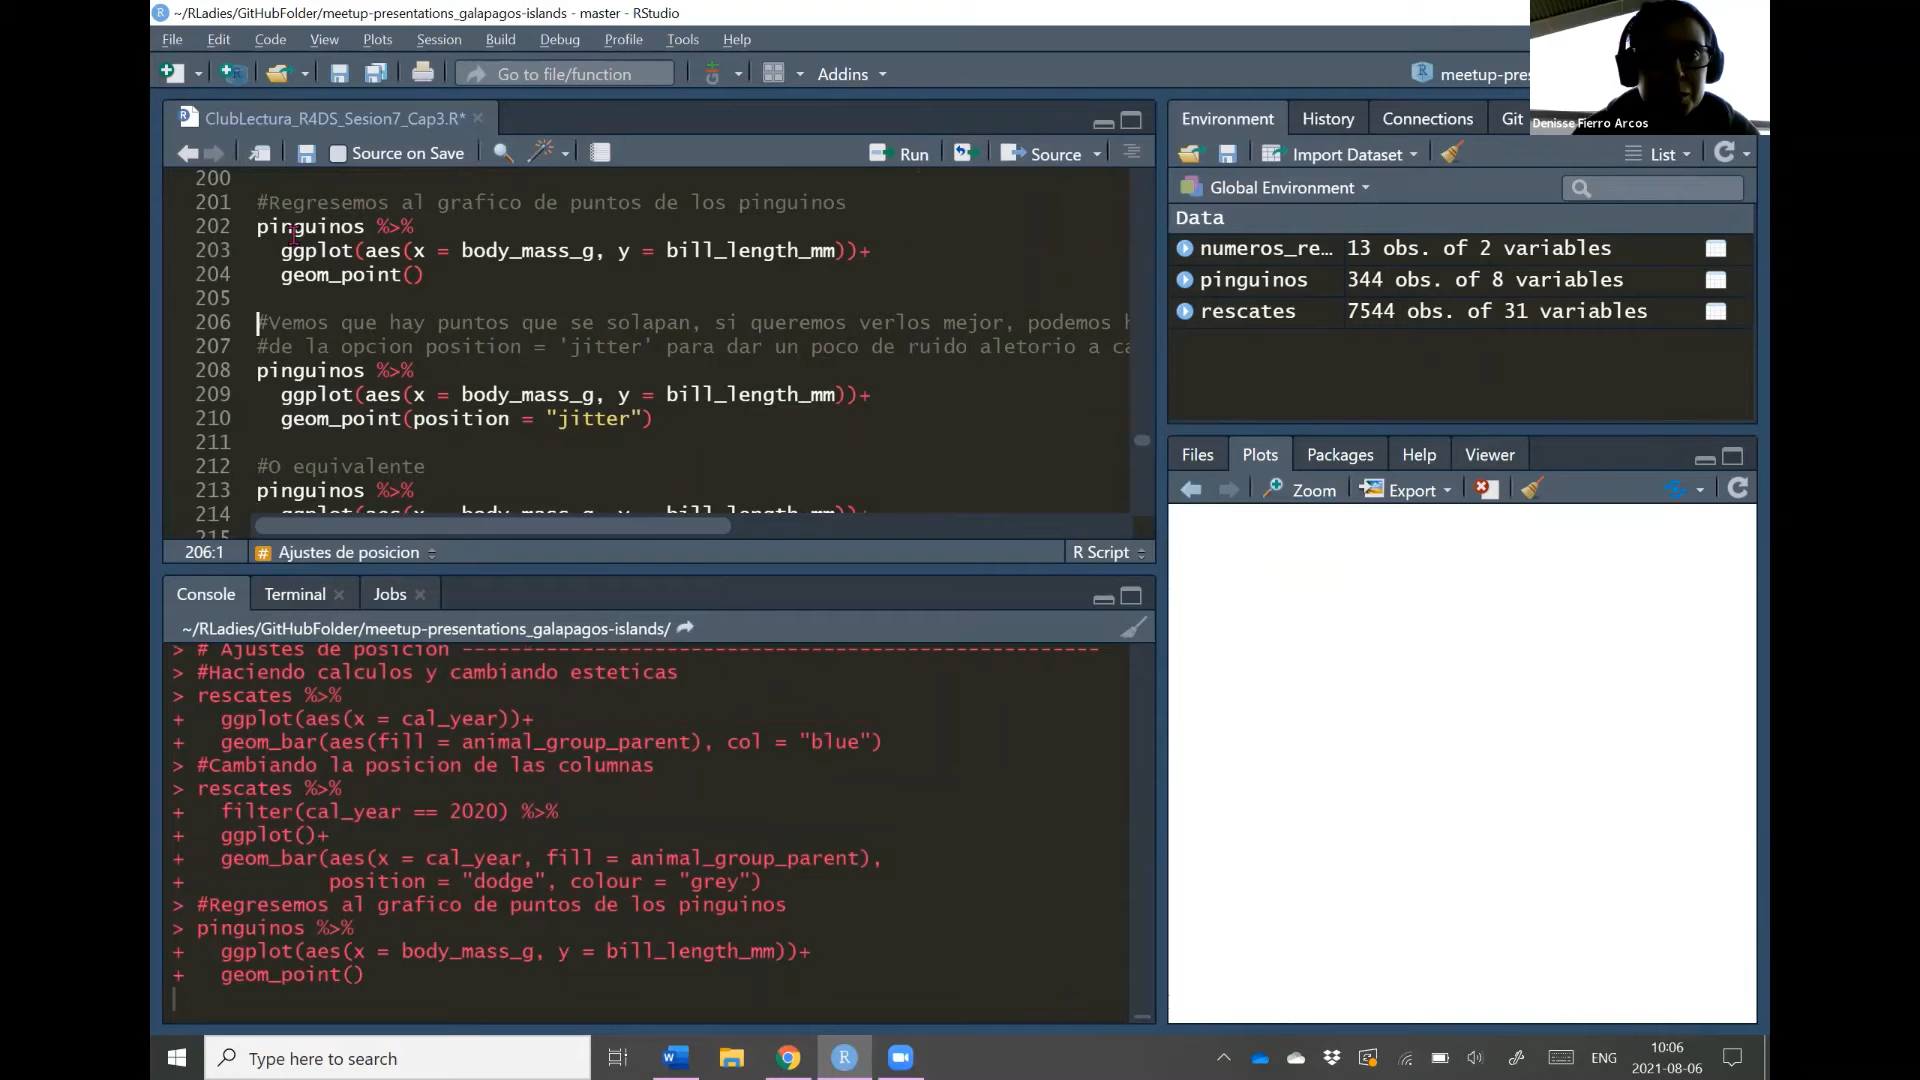 ~/RLadies/GitHubFolder/meetup-presentations_galapagos-islands - master - RStudio
File Edit Code View Plots Session Build Debug Profile Tools Help
Go to file/function Addins meetup-pres
Denisse Fierro Arcos
ClubLectura_R4DS_Sesion7_Cap3.R*
Source on Save Run Source
200
201 #Regresemos al grafico de puntos de los pinguinos
202 pinguinos %>%
203 ggplot(aes(x = body_mass_g, y = bill_length_mm))+
204 geom_point()
205
206 #Vemos que hay puntos que se solapan, si queremos verlos mejor, podemos h
207 #de la opcion position = 'jitter' para dar un poco de ruido aletorio a ca
208 pinguinos %>%
209 ggplot(aes(x = body_mass_g, y = bill_length_mm))+
210 geom_point(position = "jitter")
211
212 #O equivalente
213 pinguinos %>%
214 ggplot(aes(x = body_mass_g, y = bill_length_mm))+
215
206:1 # Ajustes de posicion R Script
Console Terminal Jobs
~/RLadies/GitHubFolder/meetup-presentations_galapagos-islands/
> # Ajustes de posicion -----------------------------------------------------
> #Haciendo calculos y cambiando esteticas
> rescates %>%
+ ggplot(aes(x = cal_year))+
+ geom_bar(aes(fill = animal_group_parent), col = "blue")
> #Cambiando la posicion de las columnas
> rescates %>%
+ filter(cal_year == 2020) %>%
+ ggplot()+
+ geom_bar(aes(x = cal_year, fill = animal_group_parent),
+ position = "dodge", colour = "grey")
> #Regresemos al grafico de puntos de los pinguinos
> pinguinos %>%
+ ggplot(aes(x = body_mass_g, y = bill_length_mm))+
+ geom_point()
Environment History Connections Git
Import Dataset List
Global Environment
Data
numeros_re... 13 obs. of 2 variables
pinguinos 344 obs. of 8 variables
rescates 7544 obs. of 31 variables
Files Plots Packages Help Viewer
Zoom Export
Type here to search
ENG
10:06
2021-08-06